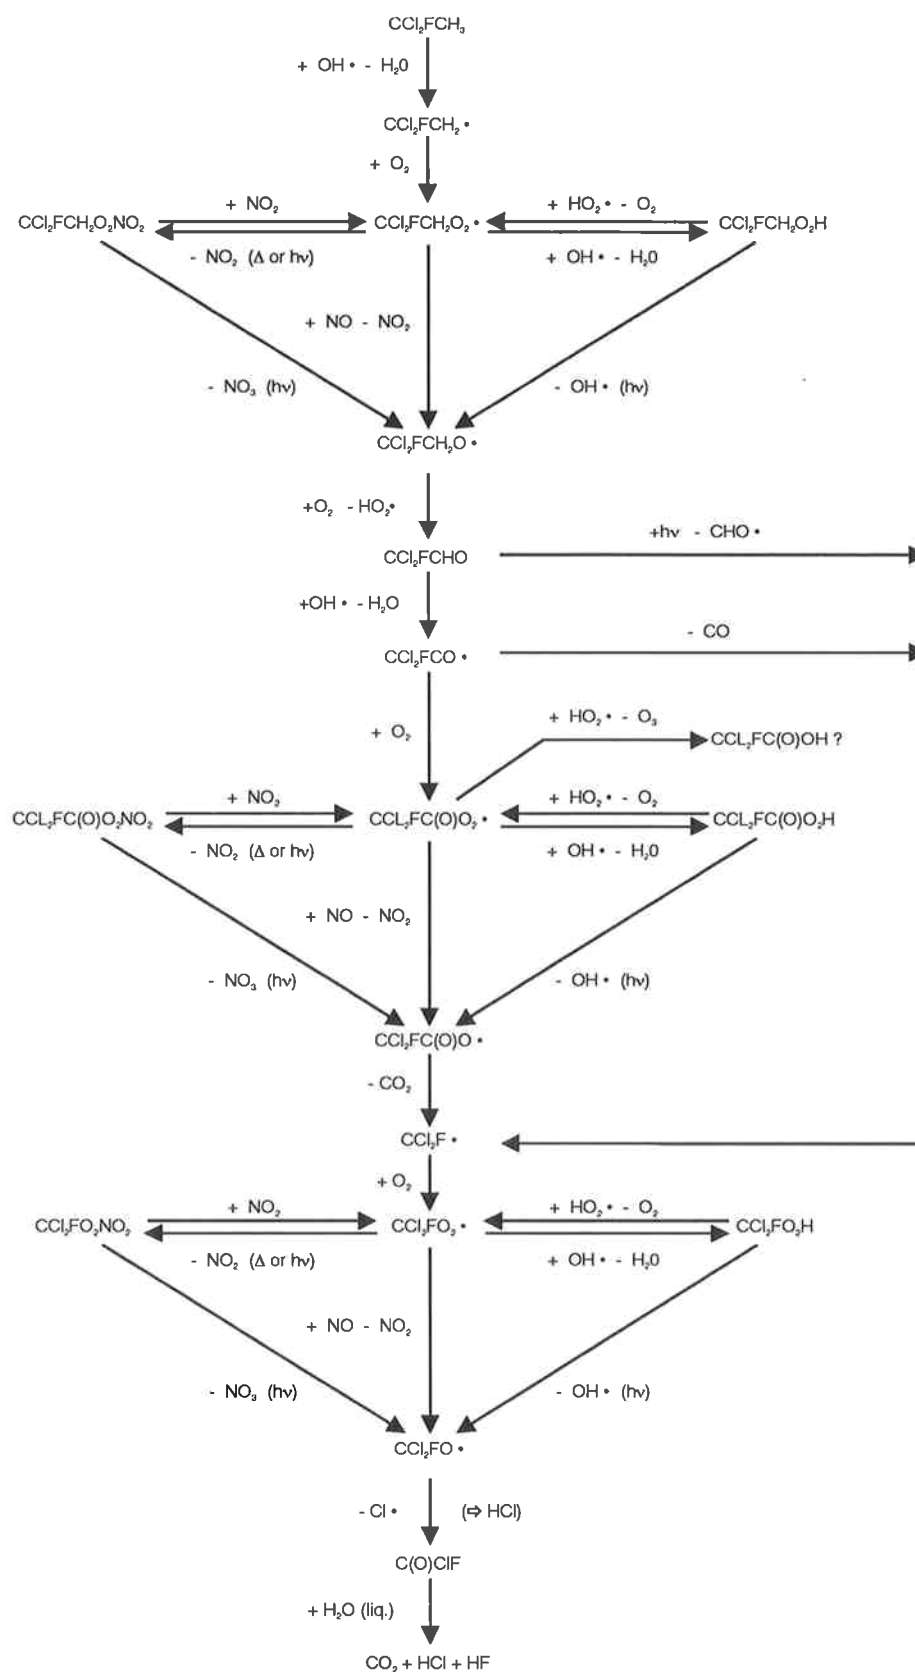 CCl₂FCH₃
+ OH• - H₂0
CCl₂FCH₂•
+ O₂
CCl₂FCH₂O₂NO₂ + NO₂ CCl₂FCH₂O₂• + HO₂• - O₂ CCl₂FCH₂O₂H
- NO₂ (Δ or hν) + OH• - H₂0
+ NO - NO₂
- NO₃ (hν) - OH• (hν)
CCl₂FCH₂O•
+O₂ -HO₂•
+hν - CHO•
CCl₂FCHO
+OH• -H₂O
- CO
CCl₂FCO•
+ O₂
+ HO₂• - O₃
CCL₂FC(O)OH ?
CCL₂FC(O)O₂NO₂ + NO₂ CCL₂FC(O)O₂• + HO₂• - O₂ CCL₂FC(O)O₂H
- NO₂ (Δ or hν) + OH• - H₂0
+ NO - NO₂
- NO₃ (hν) - OH• (hν)
CCl₂FC(O)O•
- CO₂
CCl₂F•
+ O₂
CCl₂FO₂NO₂ + NO₂ CCl₂FO₂• + HO₂• - O₂ CCl₂FO₂H
- NO₂ (Δ or hν) + OH• - H₂0
+ NO - NO₂
- NO₃ (hν) - OH• (hν)
CCl₂FO•
- Cl• (⇨ HCl)
C(O)ClF
+ H₂O (liq.)
CO₂ + HCl + HF